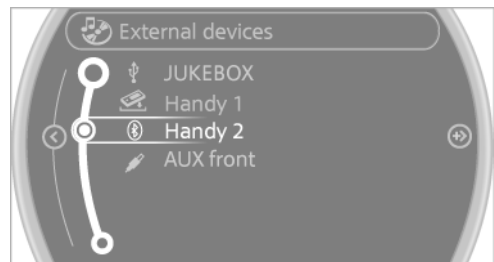 External devices
JUKEBOX
Handy 1
Handy 2
AUX front